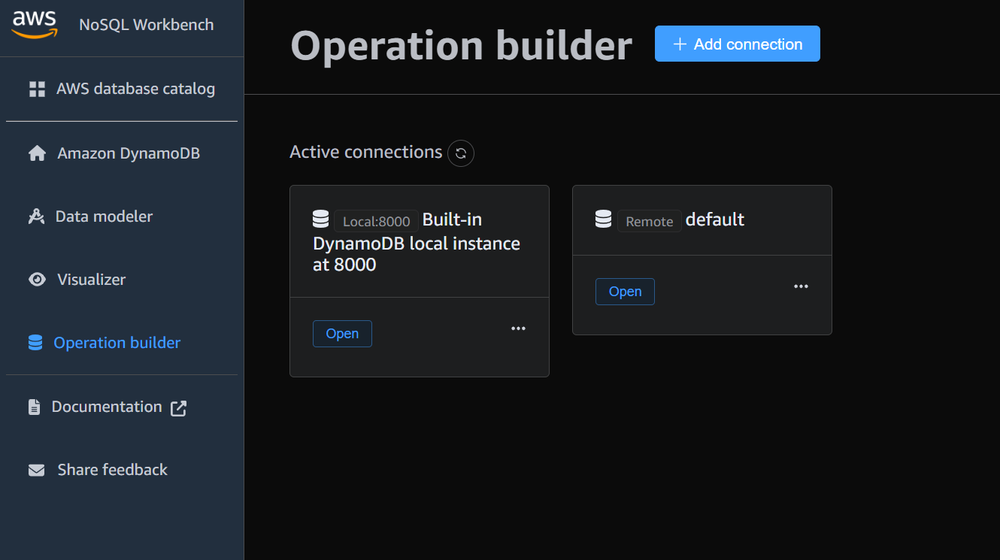 aws
NoSQL Workbench
AWS database catalog
Amazon DynamoDB
Data modeler
Visualizer
Operation builder
Documentation
Share feedback
Operation builder
Add connection
Active connections
Local:8000 Built-in
DynamoDB local instance
at 8000
Open
Remote default
Open